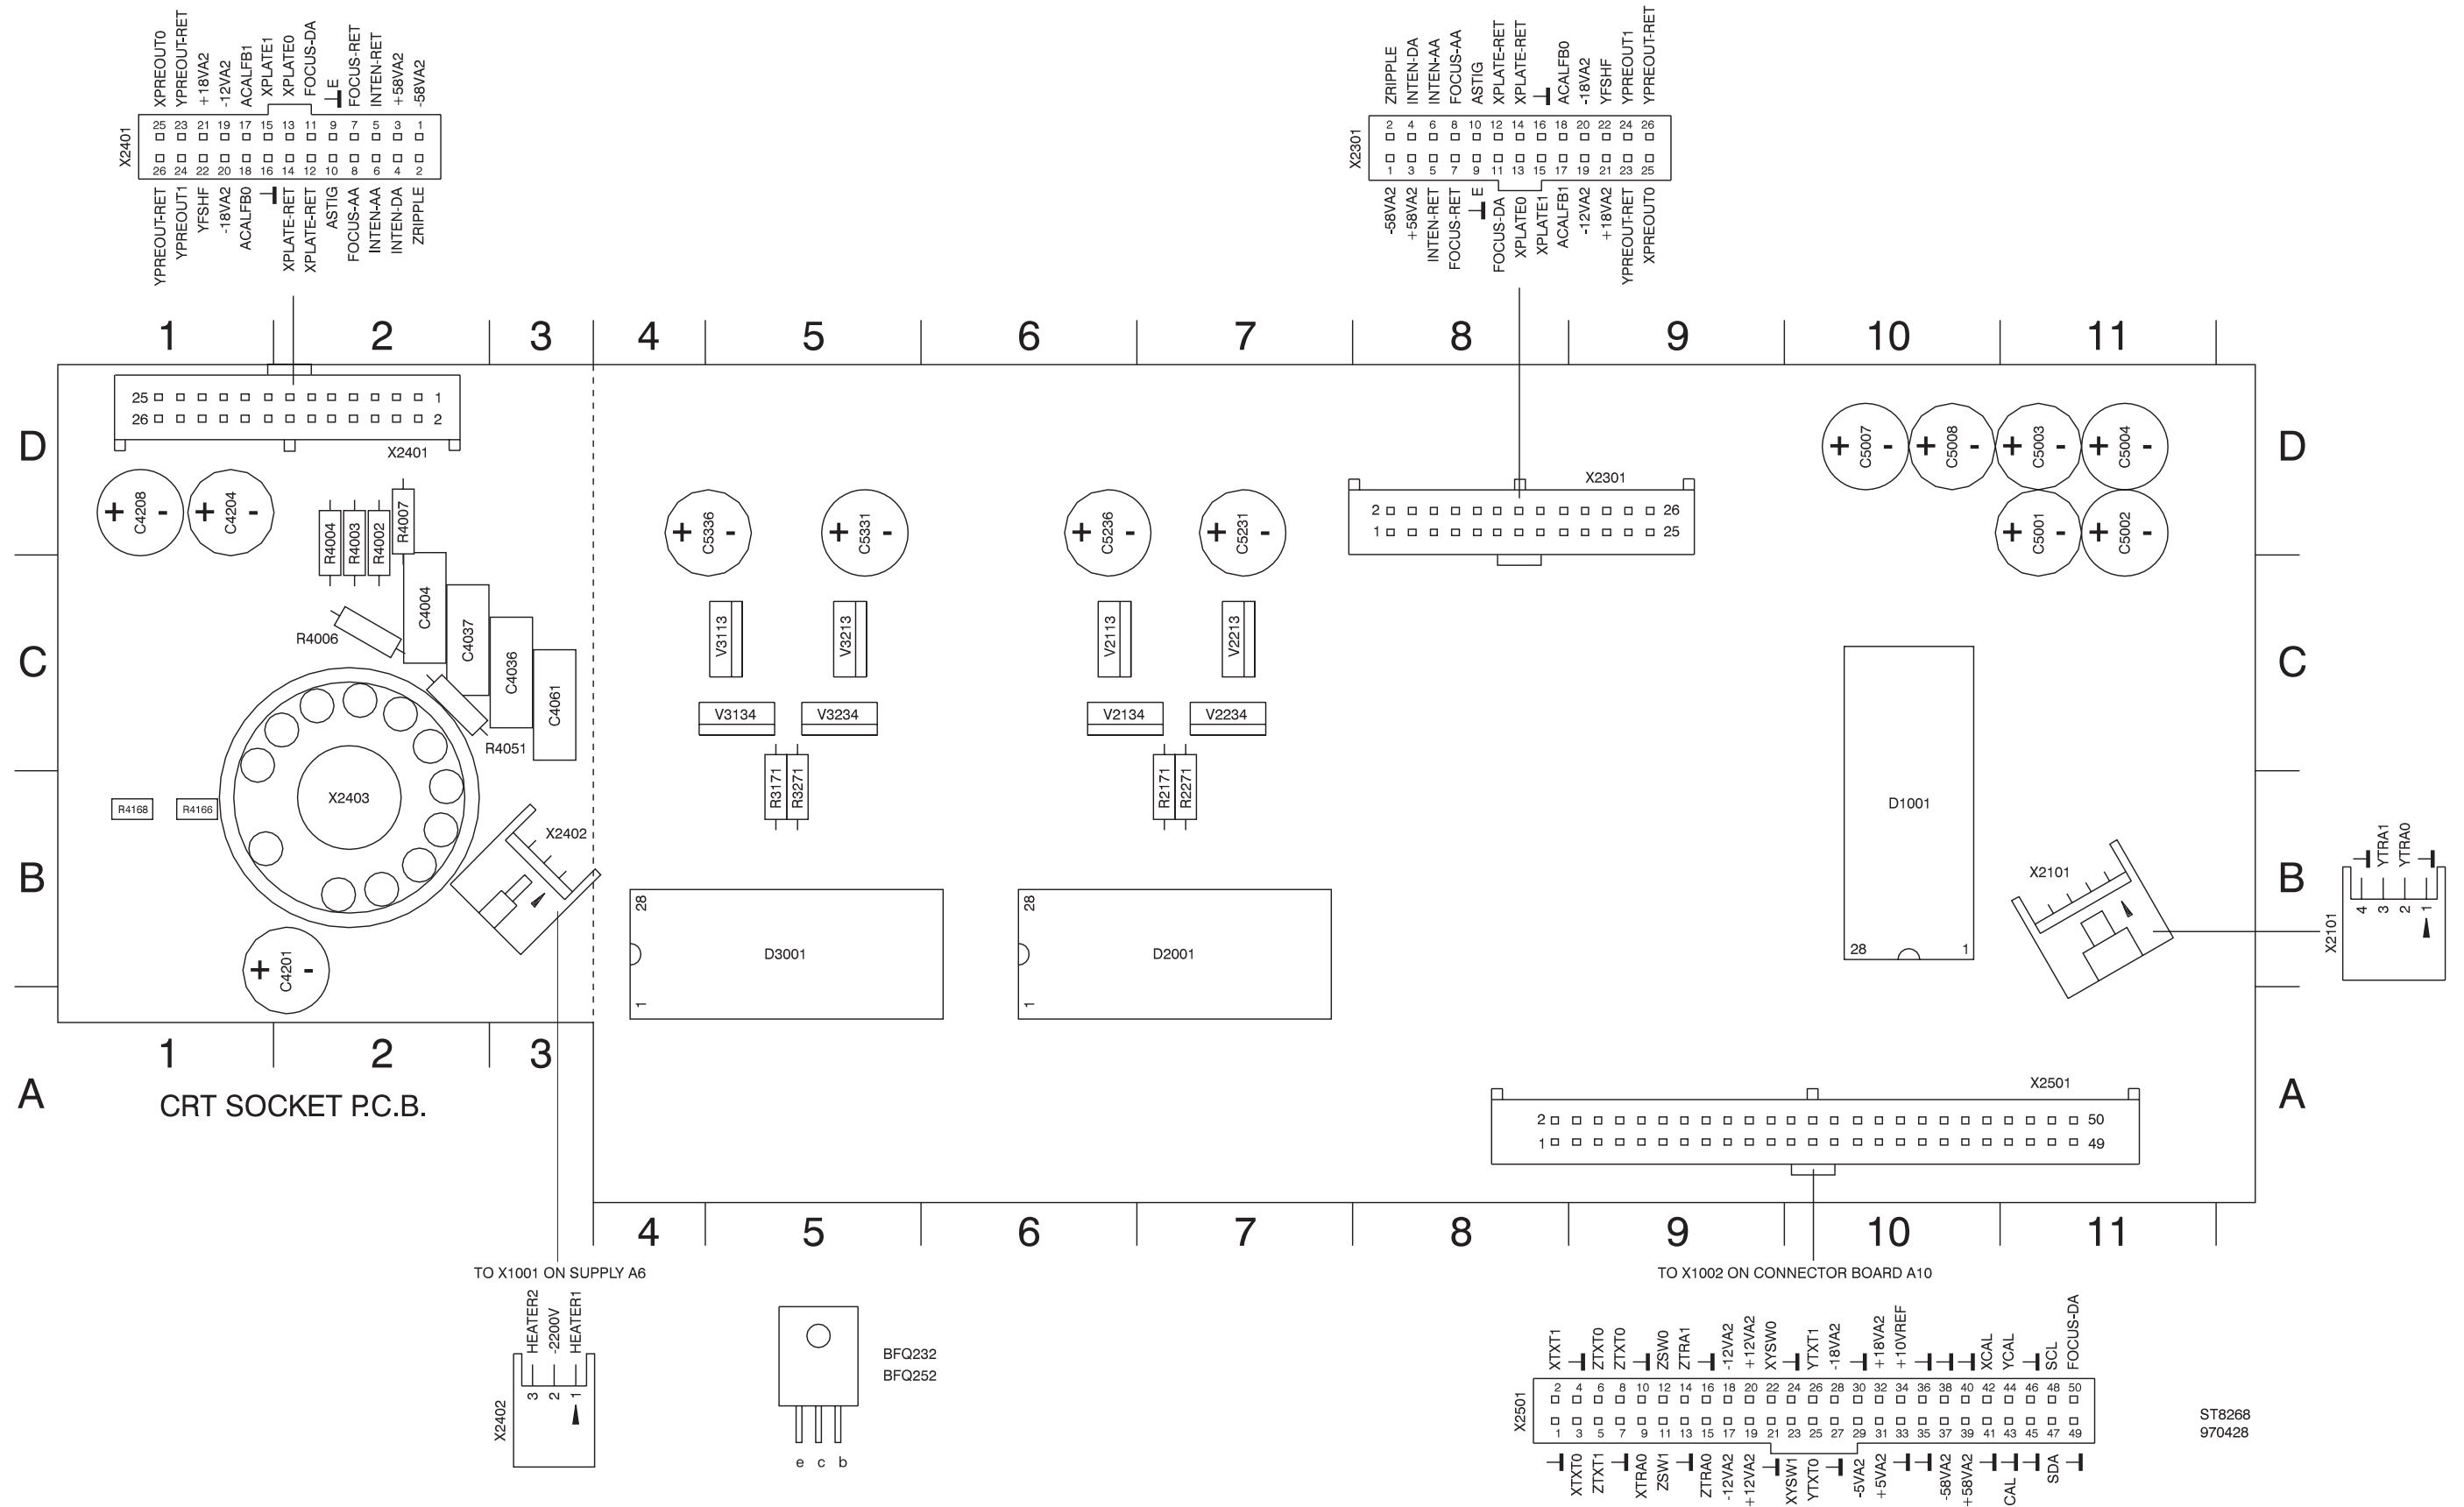 XPREOUT0
YPREOUT-RET
+18VA2
-12VA2
ACALFB1
XPLATE1
XPLATE0
FOCUS-DA
E
FOCUS-RET
INTEN-RET
+58VA2
-58VA2
X2401
25 23 21 19 17 15 13 11 9 7 5 3 1
26 24 22 20 18 16 14 12 10 8 6 4 2
YPREOUT-RET
YPREOUT1
YFSHF
-18VA2
ACALFB0
XPLATE-RET
XPLATE-RET
ASTIG
FOCUS-AA
INTEN-AA
INTEN-DA
ZRIPPLE
ZRIPPLE
INTEN-DA
INTEN-AA
FOCUS-AA
ASTIG
XPLATE-RET
XPLATE-RET
ACALFB0
-18VA2
YFSHF
YPREOUT1
YPREOUT-RET
X2301
2 4 6 8 10 12 14 16 18 20 22 24 26
1 3 5 7 9 11 13 15 17 19 21 23 25
-58VA2
+58VA2
INTEN-RET
FOCUS-RET
E
FOCUS-DA
XPLATE0
XPLATE1
ACALFB1
-12VA2
+18VA2
YPREOUT-RET
XPREOUT0
1 2 3 4 5 6 7 8 9 10 11
D
25 1
26 2
X2401
+ C4208 -
+ C4204 -
R4004
R4003
R4002
R4007
+ C5336 -
+ C5331 -
+ C5236 -
+ C5231 -
X2301
2 26
1 25
+ C5007 -
+ C5008 -
+ C5003 -
+ C5004 -
+ C5001 -
+ C5002 -
D
C
R4006
C4004
C4037
C4036
C4061
R4051
V3113
V3213
V2113
V2213
V3134
V3234
V2134
V2234
C
R3171
R3271
R2171
R2271
R4168
R4166
X2403
X2402
D1001
28 1
B
+ C4201 -
28
D3001
1
28
D2001
1
X2101
B
YTRA1
YTRA0
4 3 2 1
X2101
1 2 3
A
CRT SOCKET P.C.B.
X2501
2 50
1 49
A
4 5 6 7 8 9 10 11
TO X1001 ON SUPPLY A6
HEATER2
-2200V
HEATER1
3 2 1
X2402
BFQ232
BFQ252
e c b
TO X1002 ON CONNECTOR BOARD A10
XTXT1
ZTXT0
ZTXT0
ZSW0
ZTRA1
-12VA2
+12VA2
XYSW0
YTXT1
-18VA2
+18VA2
+10VREF
XCAL
YCAL
SCL
FOCUS-DA
X2501
2 4 6 8 10 12 14 16 18 20 22 24 26 28 30 32 34 36 38 40 42 44 46 48 50
1 3 5 7 9 11 13 15 17 19 21 23 25 27 29 31 33 35 37 39 41 43 45 47 49
XTXT0
ZTXT1
XTRA0
ZSW1
ZTRA0
-12VA2
+12VA2
XYSW1
YTXT0
-5VA2
+5VA2
-58VA2
+58VA2
CAL
SDA
ST8268
970428